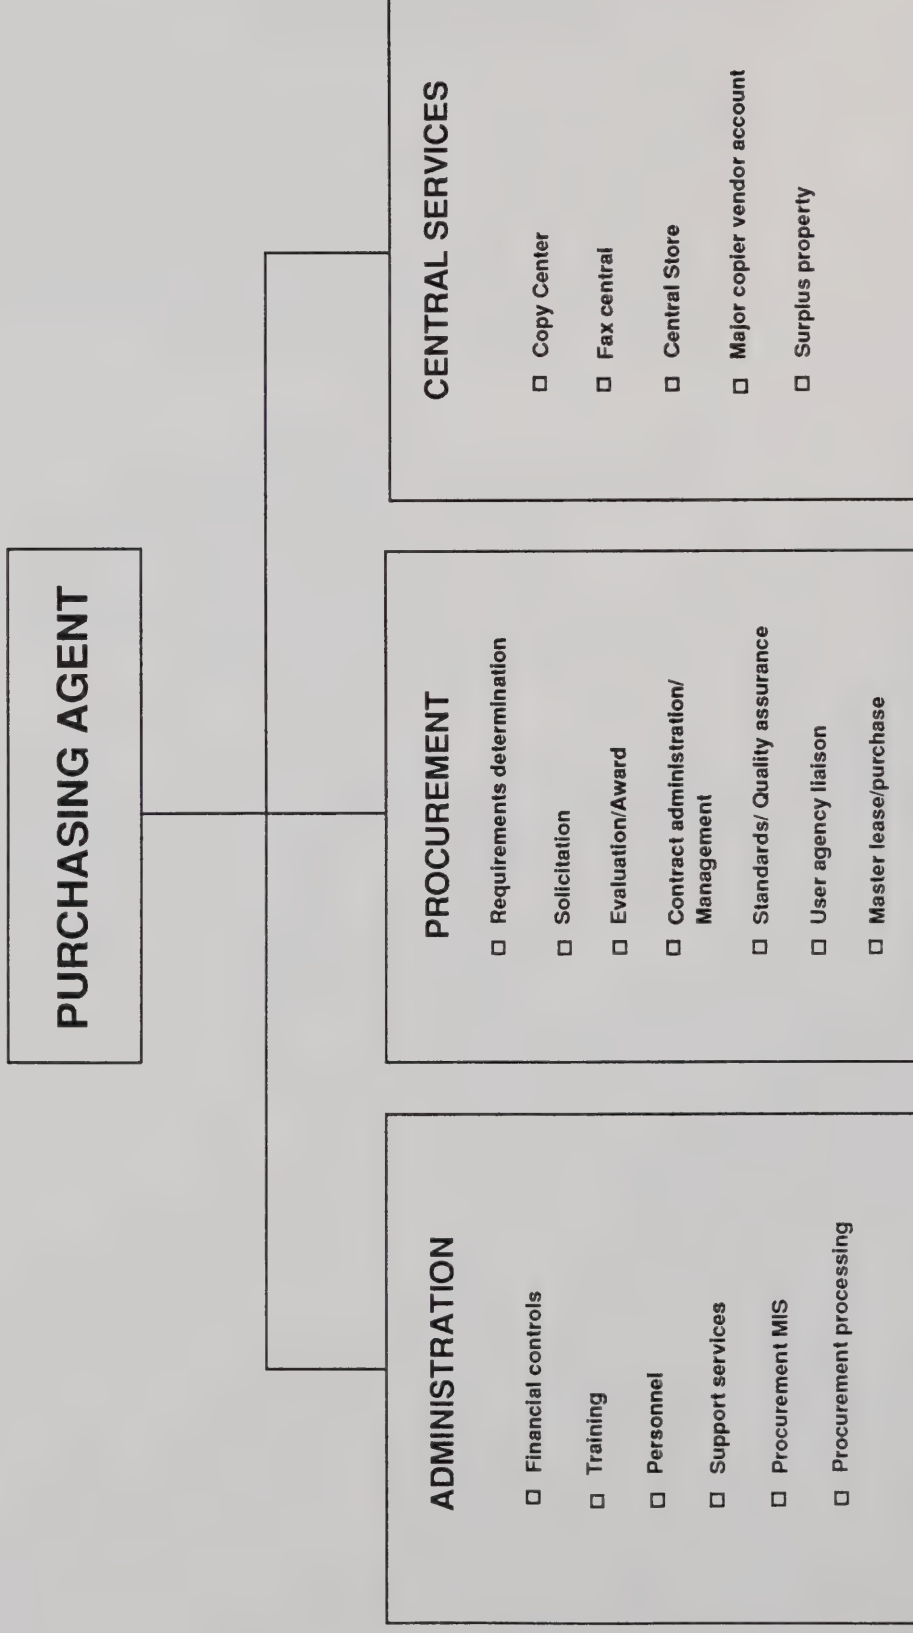 PURCHASING AGENT
ADMINISTRATION
Financial controls
Training
Personnel
Support services
Procurement MIS
Procurement processing
PROCUREMENT
Requirements determination
Solicitation
Evaluation/Award
Contract administration/
Management
Standards/ Quality assurance
User agency liaison
Master lease/purchase
CENTRAL SERVICES
Copy Center
Fax central
Central Store
Major copier vendor account
Surplus property